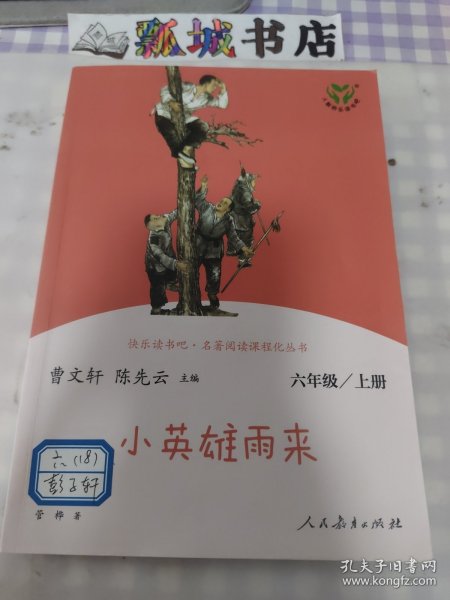 瓢城书店
快乐读书吧·名著阅读课程化丛书
曹文轩 陈先云 主编
六年级/上册
小英雄雨来
六(18)
彭子轩
管桦 著
人民教育出版社
孔夫子旧书网
www.kongfz.com